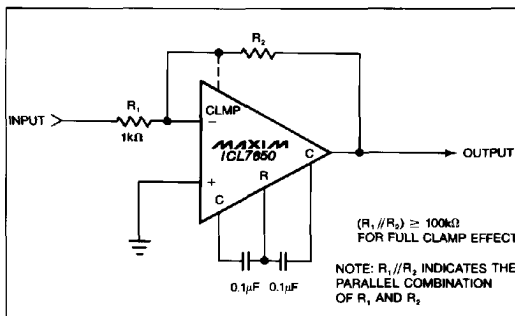 R2
R1
CLMP
INPUT
1kΩ
−
MAXIM
ICL7650
C
OUTPUT
R
+
C
(R1//R2) ≥ 100kΩ
FOR FULL CLAMP EFFECT
0.1µF 0.1µF
NOTE: R1//R2 INDICATES THE
PARALLEL COMBINATION
OF R1 AND R2